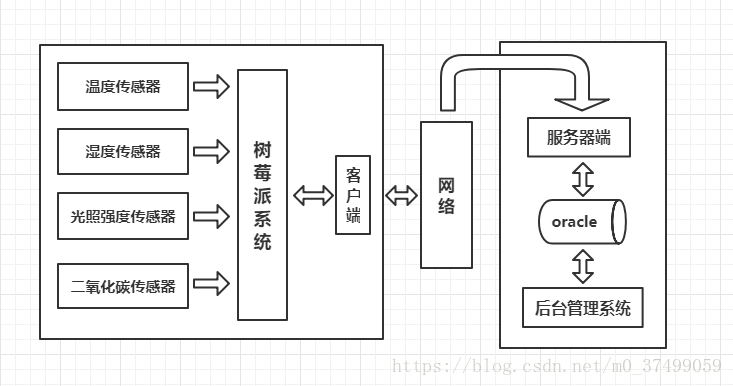 温度传感器
湿度传感器
光照强度传感器
二氧化碳传感器
树莓派系统
客户端
网络
服务器端
oracle
后台管理系统
https://blog.csdn.net/m0_37499059